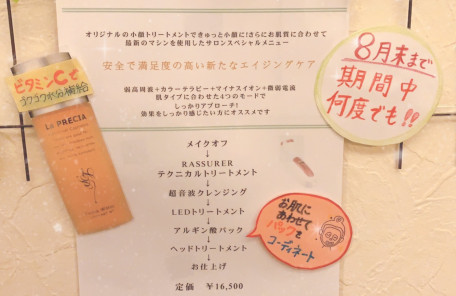 オリジナルの小顔トリートメントできゅっと小顔に!さらにお肌質に合わせて
最新のマシンを使用したサロンスペシャルメニュー
安全で満足度の高い新たなエイジングケア
弱高周波+カラーテラピー+マイナスイオン+微弱電流
肌タイプに合わせた4つのモードで
しっかりアプローチ!
効果をしっかり感じたい方にオススメです
メイクオフ
↓
RASSURER
テクニカルトリートメント
↓
超音波クレンジング
↓
LEDトリートメント
↓
アルギン酸パック
↓
ヘッドトリートメント
↓
お仕上げ
定価 ¥16,500
ビタミンCで
ゴクゴク水分補給
La PRECIA
8月末まで
期間中
何度でも!!
お肌に
あわせて
パックを
コーディネート